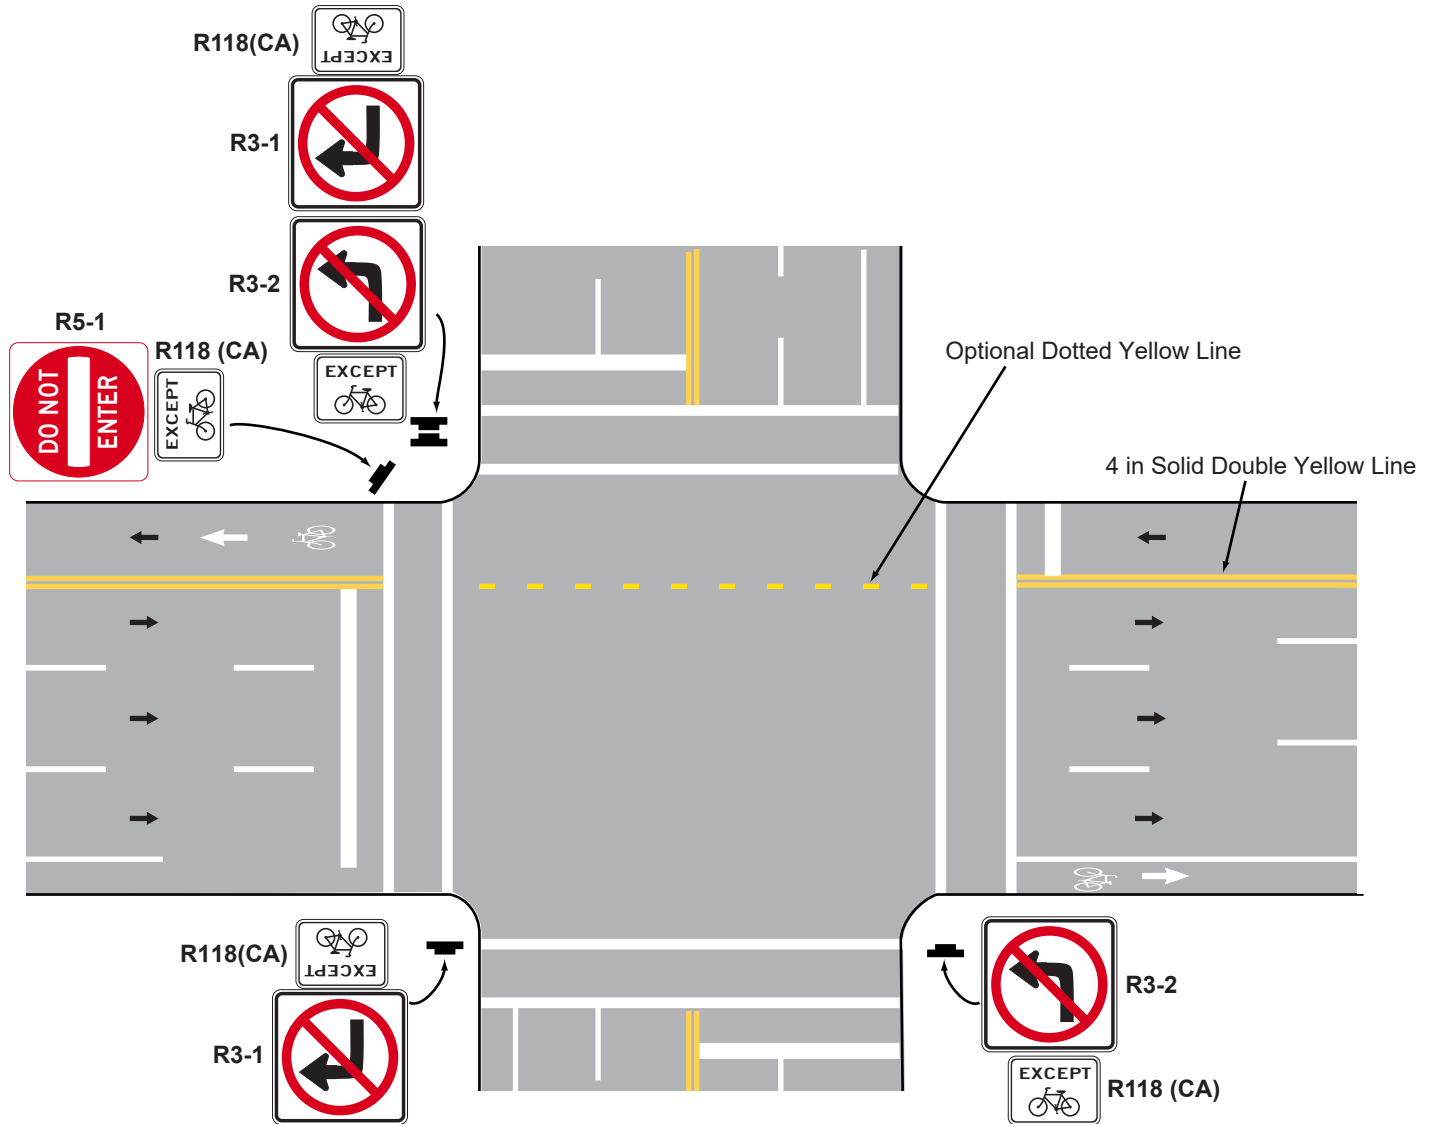 R118(CA)
EXCEPT
R3-1
R3-2
EXCEPT
R5-1
R118 (CA)
DO NOT
ENTER
EXCEPT
Optional Dotted Yellow Line
4 in Solid Double Yellow Line
R118(CA)
EXCEPT
R3-1
R3-2
EXCEPT
R118 (CA)